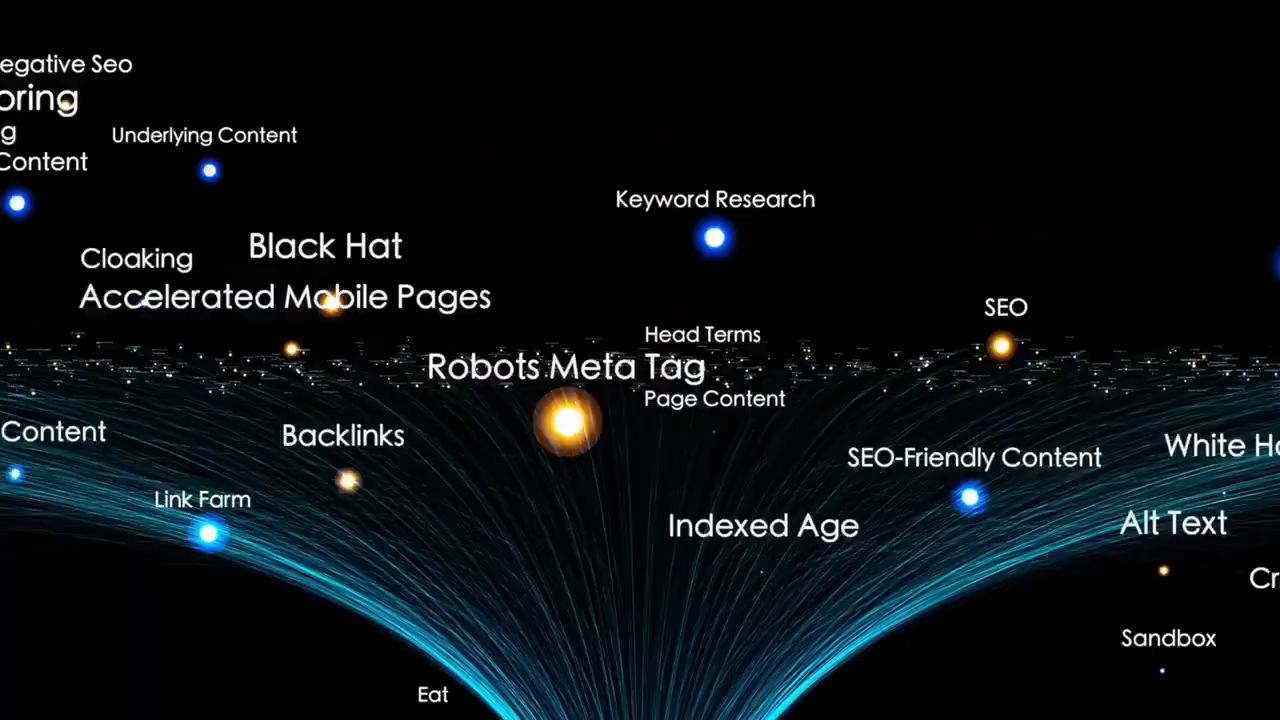 egative Seo
oring
g
Underlying Content
Content
Keyword Research
Black Hat
Cloaking
Accelerated Mobile Pages
SEO
Head Terms
Robots Meta Tag
Page Content
Content
Backlinks
White Ha
SEO-Friendly Content
Link Farm
Indexed Age
Alt Text
Cr
Sandbox
Eat